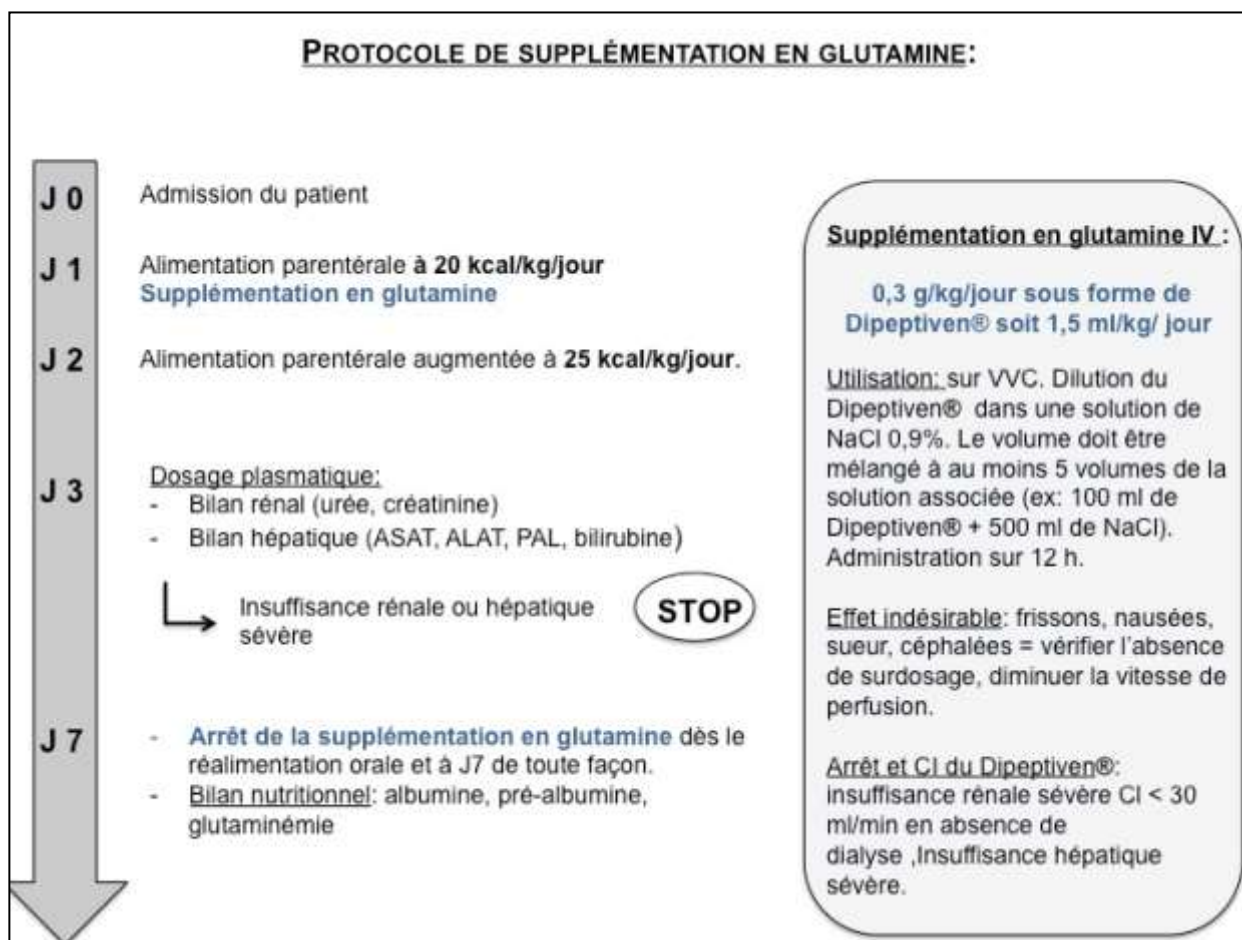 PROTOCOLE DE SUPPLÉMENTATION EN GLUTAMINE:
J 0
Admission du patient
J 1
Alimentation parentérale à 20 kcal/kg/jour
Supplémentation en glutamine
J 2
Alimentation parentérale augmentée à 25 kcal/kg/jour.
J 3
Dosage plasmatique:
- Bilan rénal (urée, créatinine)
- Bilan hépatique (ASAT, ALAT, PAL, bilirubine)
Insuffisance rénale ou hépatique
sévère
STOP
J 7
- Arrêt de la supplémentation en glutamine dès le
réalimentation orale et à J7 de toute façon.
- Bilan nutritionnel: albumine, pré-albumine,
glutaminémie
Supplémentation en glutamine IV :
0,3 g/kg/jour sous forme de
Dipeptiven® soit 1,5 ml/kg/ jour
Utilisation: sur VVC. Dilution du
Dipeptiven® dans une solution de
NaCl 0,9%. Le volume doit être
mélangé à au moins 5 volumes de la
solution associée (ex: 100 ml de
Dipeptiven® + 500 ml de NaCl).
Administration sur 12 h.
Effet indésirable: frissons, nausées,
sueur, céphalées = vérifier l'absence
de surdosage, diminuer la vitesse de
perfusion.
Arrêt et CI du Dipeptiven®:
insuffisance rénale sévère Cl < 30
ml/min en absence de
dialyse ,Insuffisance hépatique
sévère.